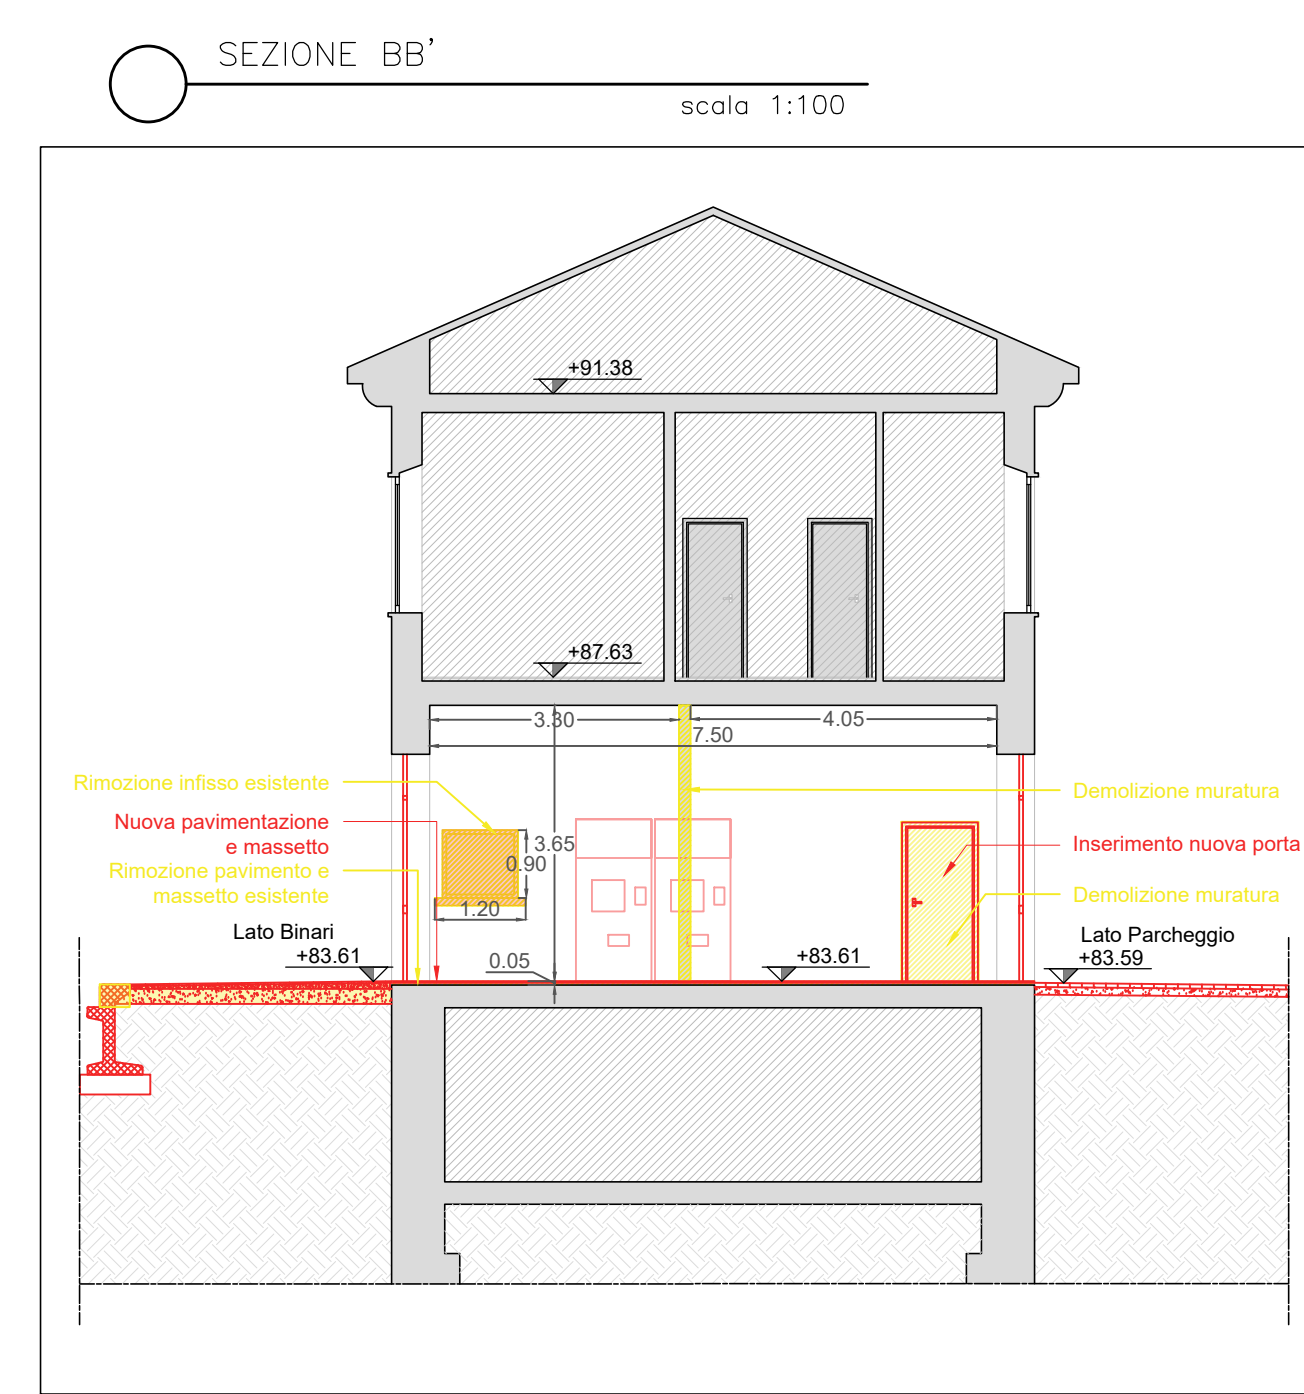 SEZIONE BB'
scala 1:100
+91.38
+87.63
3.30
4.05
7.50
Rimozione infisso esistente
Demolizione muratura
Nuova pavimentazione
e massetto
3.65
0.90
Inserimento nuova porta
Rimozione pavimento e
massetto esistente
Demolizione muratura
1.20
Lato Binari
+83.61
0.05
+83.61
Lato Parcheggio
+83.59